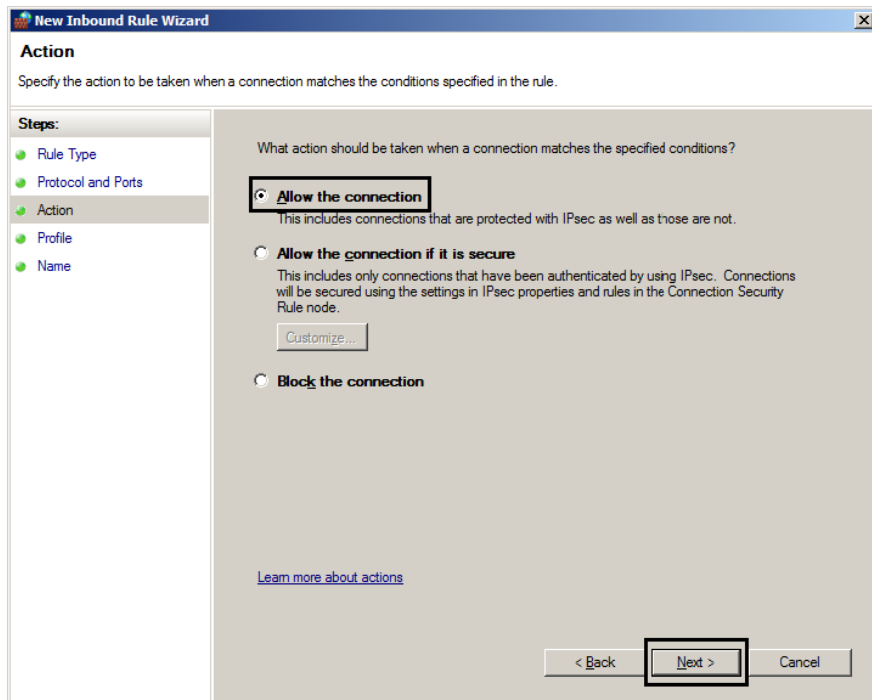 New Inbound Rule Wizard
Action
Specify the action to be taken when a connection matches the conditions specified in the rule.
Steps:
Rule Type
Protocol and Ports
Action
Profile
Name
What action should be taken when a connection matches the specified conditions?
Allow the connection
This includes connections that are protected with IPsec as well as those are not.
Allow the connection if it is secure
This includes only connections that have been authenticated by using IPsec. Connections
will be secured using the settings in IPsec properties and rules in the Connection Security
Rule node.
Customize...
Block the connection
Learn more about actions
< Back
Next >
Cancel